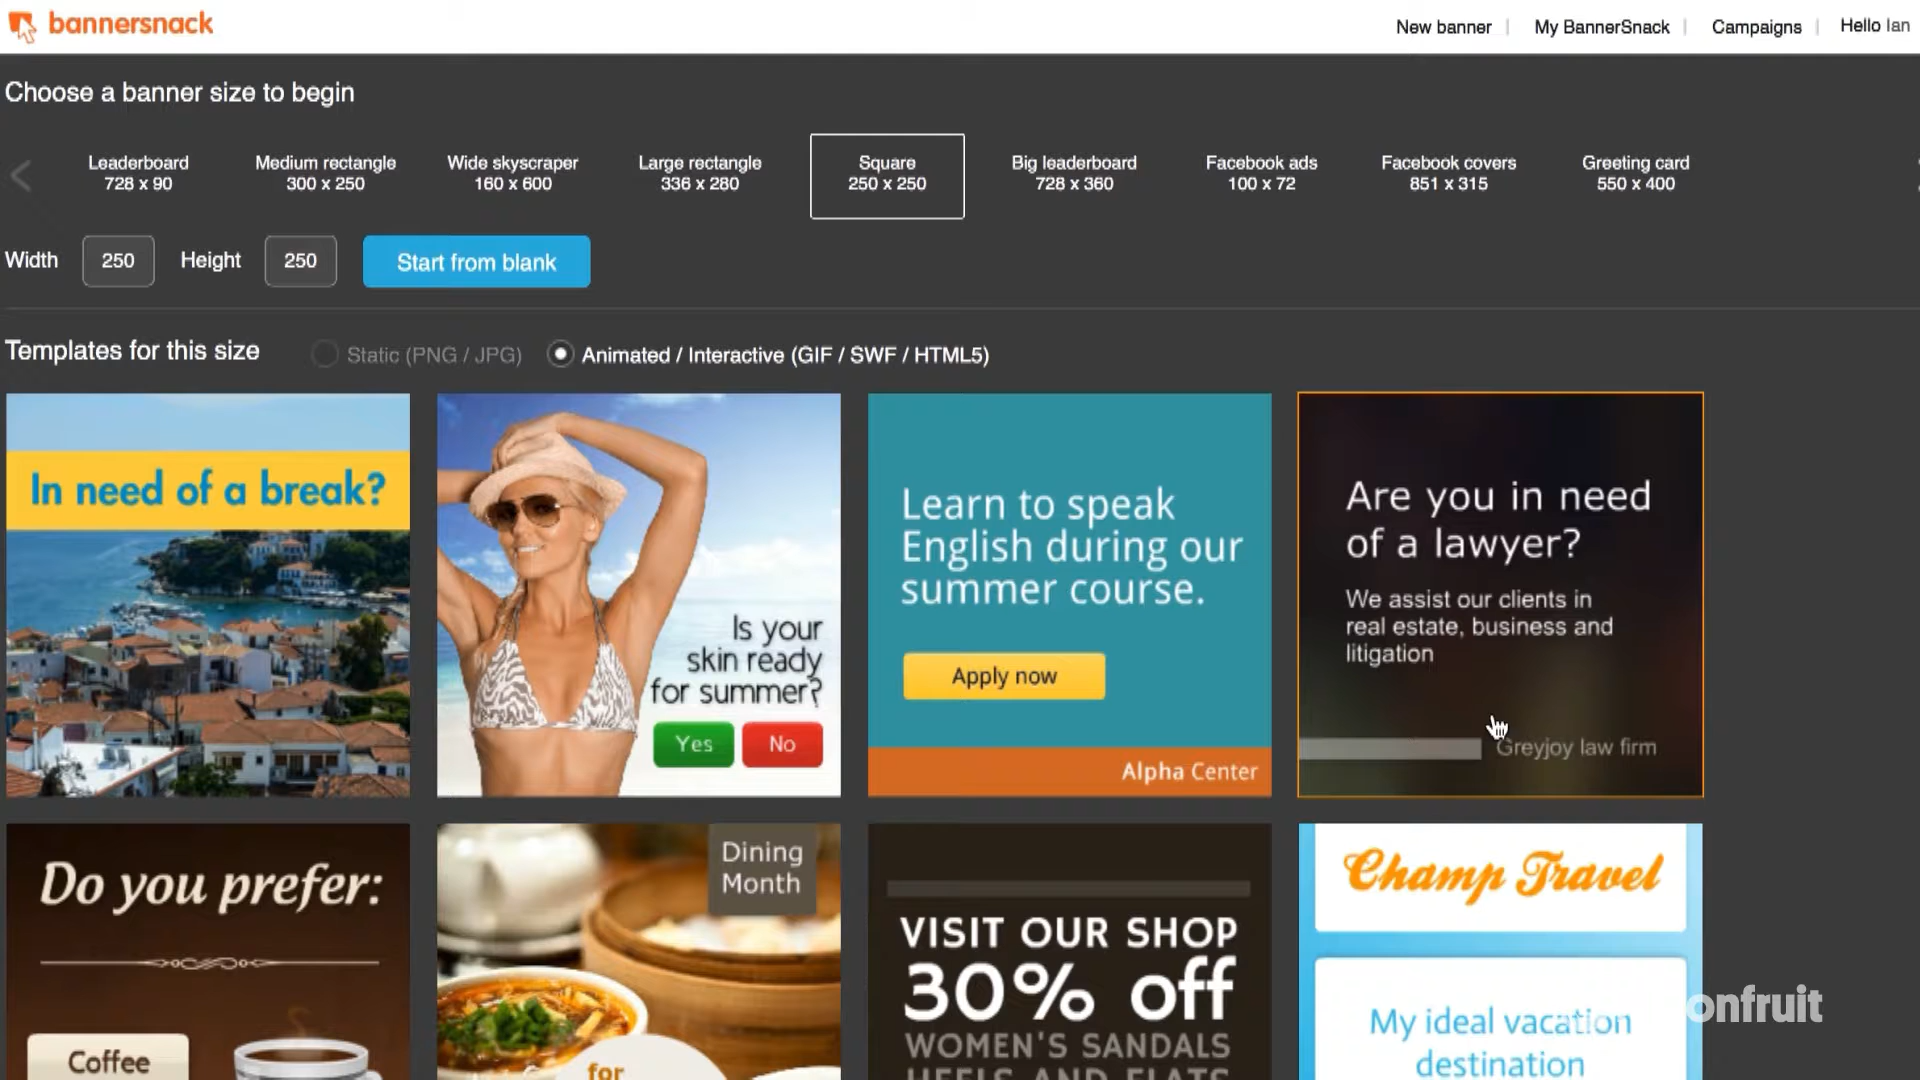 bannersnack
New banner
My BannerSnack
Campaigns
Hello Ian
Choose a banner size to begin
Leaderboard
728 x 90
Medium rectangle
300 x 250
Wide skyscraper
160 x 600
Large rectangle
336 x 280
Square
250 x 250
Big leaderboard
728 x 360
Facebook ads
100 x 72
Facebook covers
851 x 315
Greeting card
550 x 400
Width
250
Height
250
Start from blank
Templates for this size
Static (PNG / JPG)
Animated / Interactive (GIF / SWF / HTML5)
In need of a break?
Is your
skin ready
for summer?
Yes
No
Learn to speak
English during our
summer course.
Apply now
Alpha Center
Are you in need
of a lawyer?
We assist our clients in
real estate, business and
litigation
Greyjoy law firm
Do you prefer:
Coffee
Dining
Month
for
VISIT OUR SHOP
30% off
WOMEN'S SANDALS
HEELS AND FLATS
Champ Travel
My ideal vacation
destination
onfruit